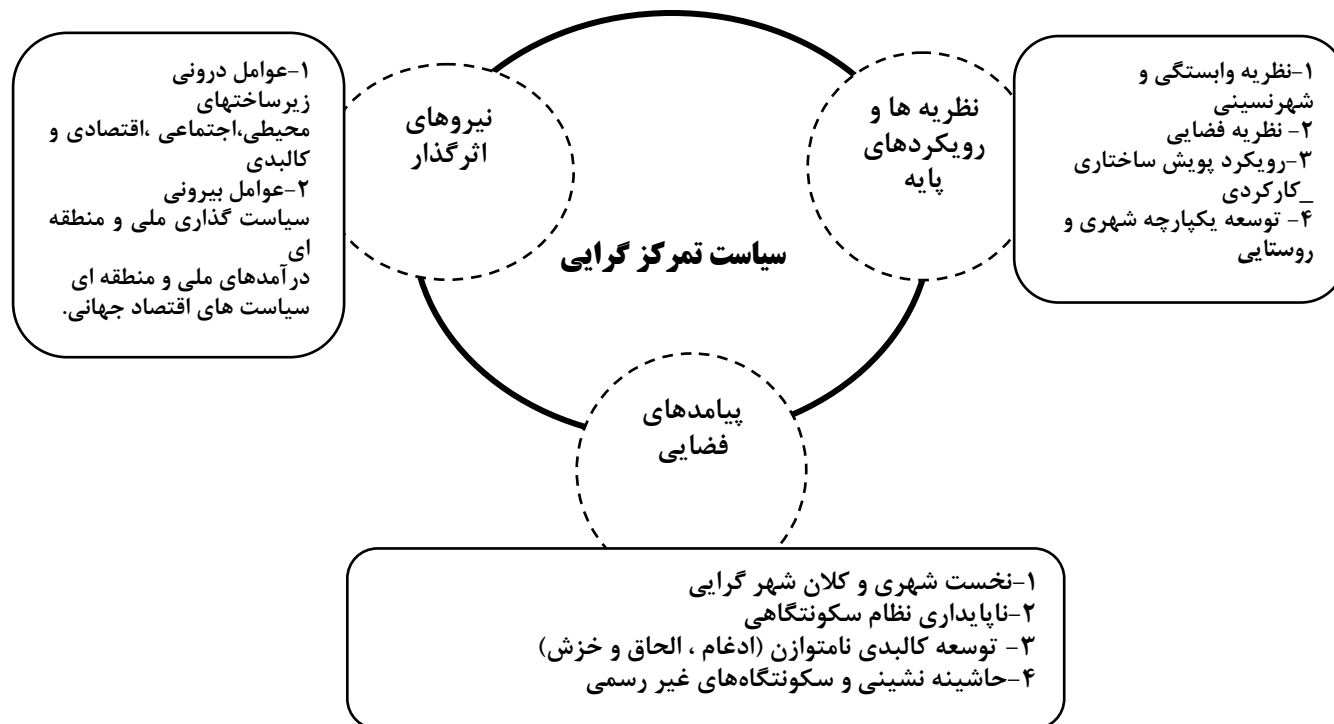 نظریه ها و
رویکردهای
پایه
۱-نظریه وابستگی و
شهرنسینی
۲- نظریه فضایی
۳-رویکرد پویش ساختاری
_کارکردی
۴- توسعه یکپارچه شهری و
روستایی
نیروهای
اثرگذار
۱-عوامل درونی
زیرساختهای
محیطی،اجتماعی ،اقتصادی و
کالبدی
۲-عوامل بیرونی
سیاست گذاری ملی و منطقه
ای
درآمدهای ملی و منطقه ای
سیاست های اقتصاد جهانی.
سیاست تمرکز گرایی
پیامدهای
فضایی
۱-نخست شهری و کلان شهر گرایی
۲-ناپایداری نظام سکونتگاهی
۳- توسعه کالبدی نامتوازن (ادغام ، الحاق و خزش)
۴-حاشینه نشینی و سکونتگاه‌های غیر رسمی